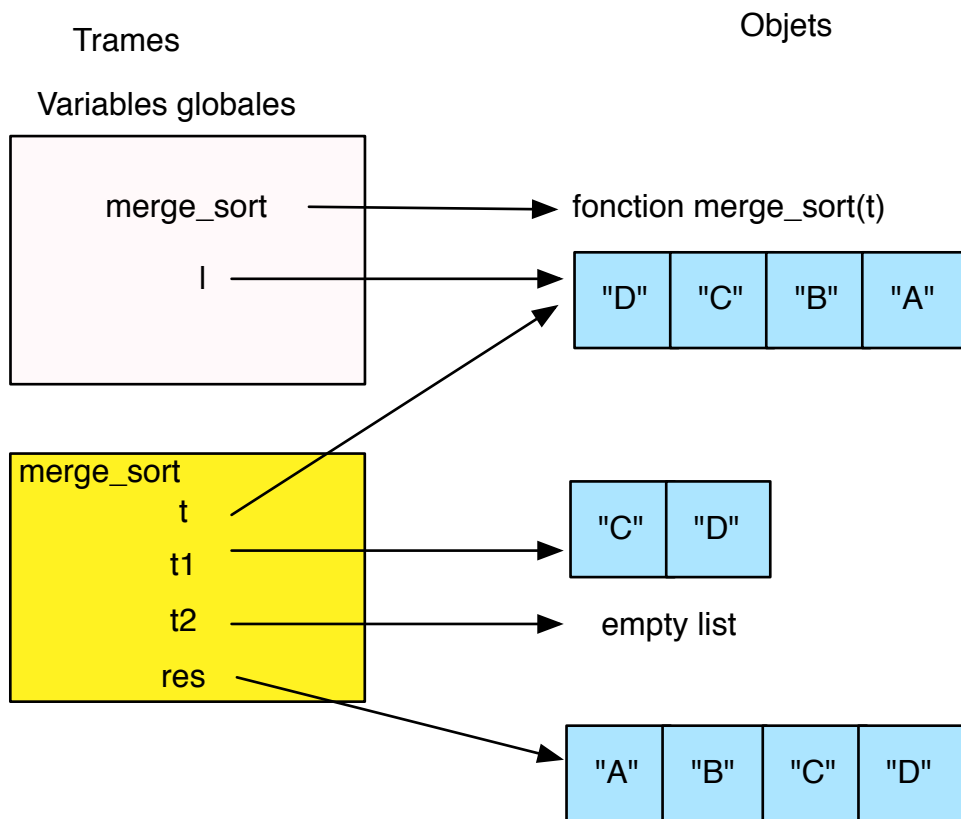 Trames
Objets
Variables globales
merge_sort
fonction merge_sort(t)
l
"D" "C" "B" "A"
merge_sort
t
t1
"C" "D"
t2
empty list
res
"A" "B" "C" "D"